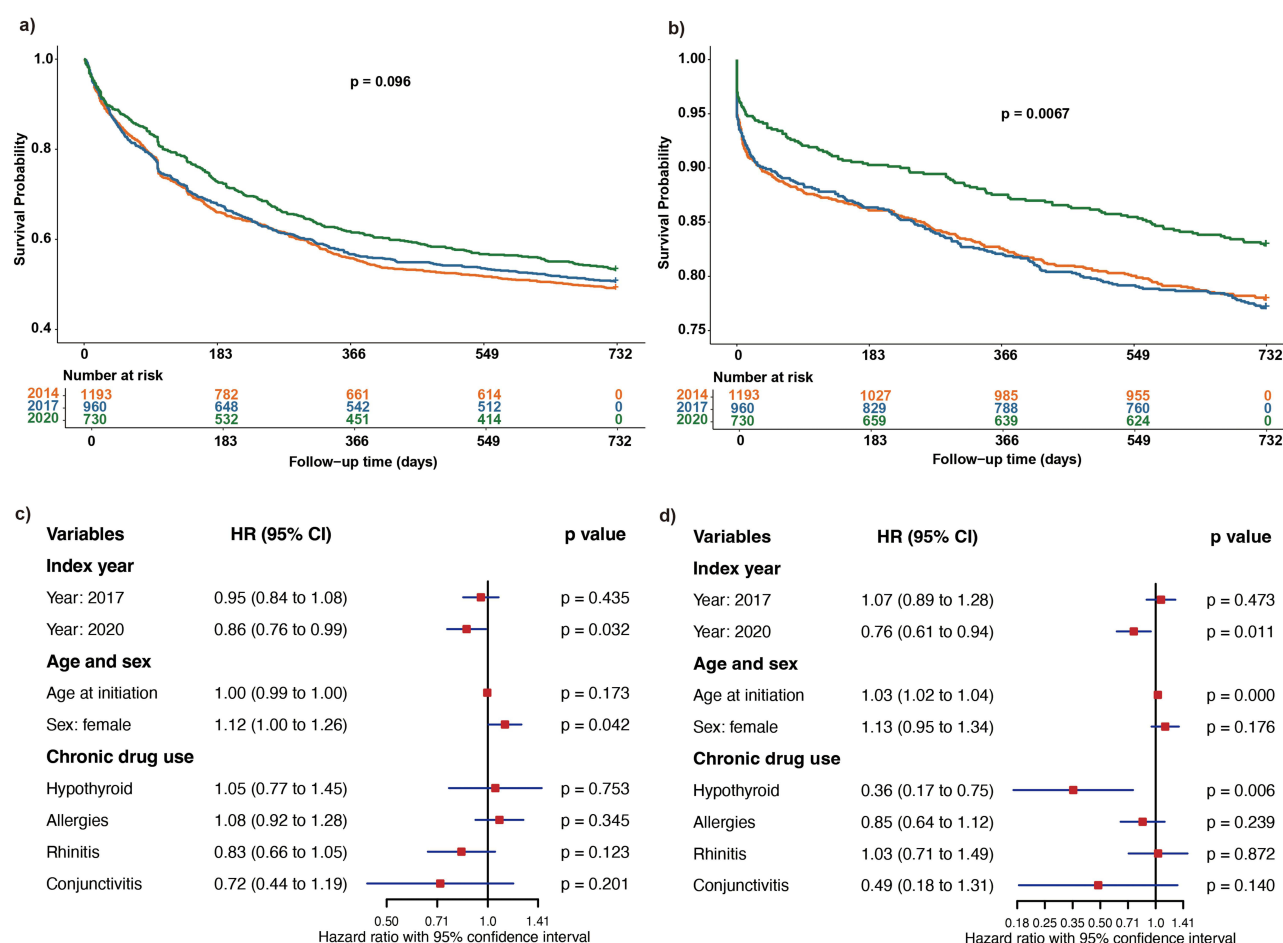 a)
1.0
0.8
0.6
0.4
Survival Probability
p = 0.096
0 183 366 549 732
Number at risk
2014 1193 782 661 614 0
2017 960 648 542 512 0
2020 730 532 451 414 0
0 183 366 549 732
Follow−up time (days)
b)
1.00
0.95
0.90
0.85
0.80
0.75
Survival Probability
p = 0.0067
0 183 366 549 732
Number at risk
2014 1193 1027 985 955 0
2017 960 829 788 760 0
2020 730 659 639 624 0
0 183 366 549 732
Follow−up time (days)
c)
Variables HR (95% CI) p value
Index year
Year: 2017 0.95 (0.84 to 1.08) p = 0.435
Year: 2020 0.86 (0.76 to 0.99) p = 0.032
Age and sex
Age at initiation 1.00 (0.99 to 1.00) p = 0.173
Sex: female 1.12 (1.00 to 1.26) p = 0.042
Chronic drug use
Hypothyroid 1.05 (0.77 to 1.45) p = 0.753
Allergies 1.08 (0.92 to 1.28) p = 0.345
Rhinitis 0.83 (0.66 to 1.05) p = 0.123
Conjunctivitis 0.72 (0.44 to 1.19) p = 0.201
0.50 0.71 1.0 1.41
Hazard ratio with 95% confidence interval
d)
Variables HR (95% CI) p value
Index year
Year: 2017 1.07 (0.89 to 1.28) p = 0.473
Year: 2020 0.76 (0.61 to 0.94) p = 0.011
Age and sex
Age at initiation 1.03 (1.02 to 1.04) p = 0.000
Sex: female 1.13 (0.95 to 1.34) p = 0.176
Chronic drug use
Hypothyroid 0.36 (0.17 to 0.75) p = 0.006
Allergies 0.85 (0.64 to 1.12) p = 0.239
Rhinitis 1.03 (0.71 to 1.49) p = 0.872
Conjunctivitis 0.49 (0.18 to 1.31) p = 0.140
0.18 0.25 0.35 0.50 0.71 1.0 1.41
Hazard ratio with 95% confidence interval